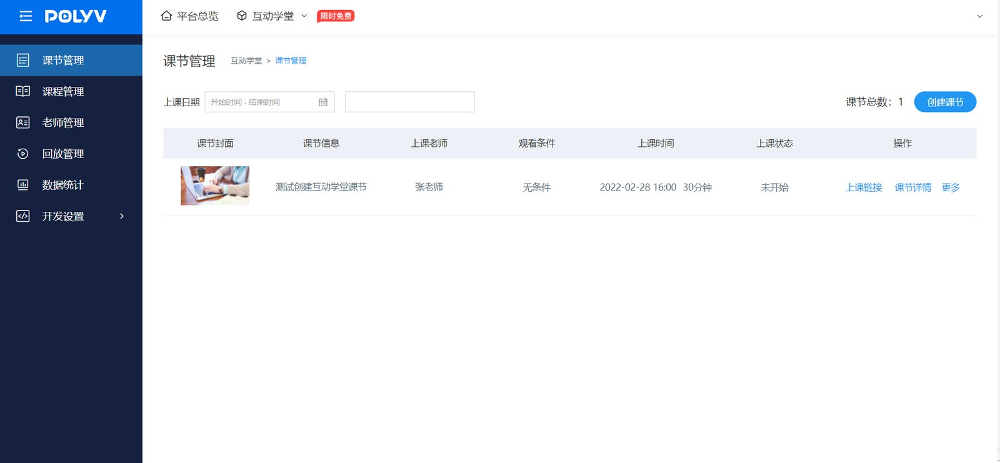 POLYV
平台总览 互动学堂 限时免费
课节管理
课程管理
老师管理
回放管理
数据统计
开发设置
课节管理 互动学堂 > 课节管理
上课日期 开始时间 - 结束时间 课节总数：1 创建课节
课节封面 课节信息 上课老师 观看条件 上课时间 上课状态 操作
测试创建互动学堂课节 张老师 无条件 2022-02-28 16:00 30分钟 未开始 上课链接 课节详情 更多